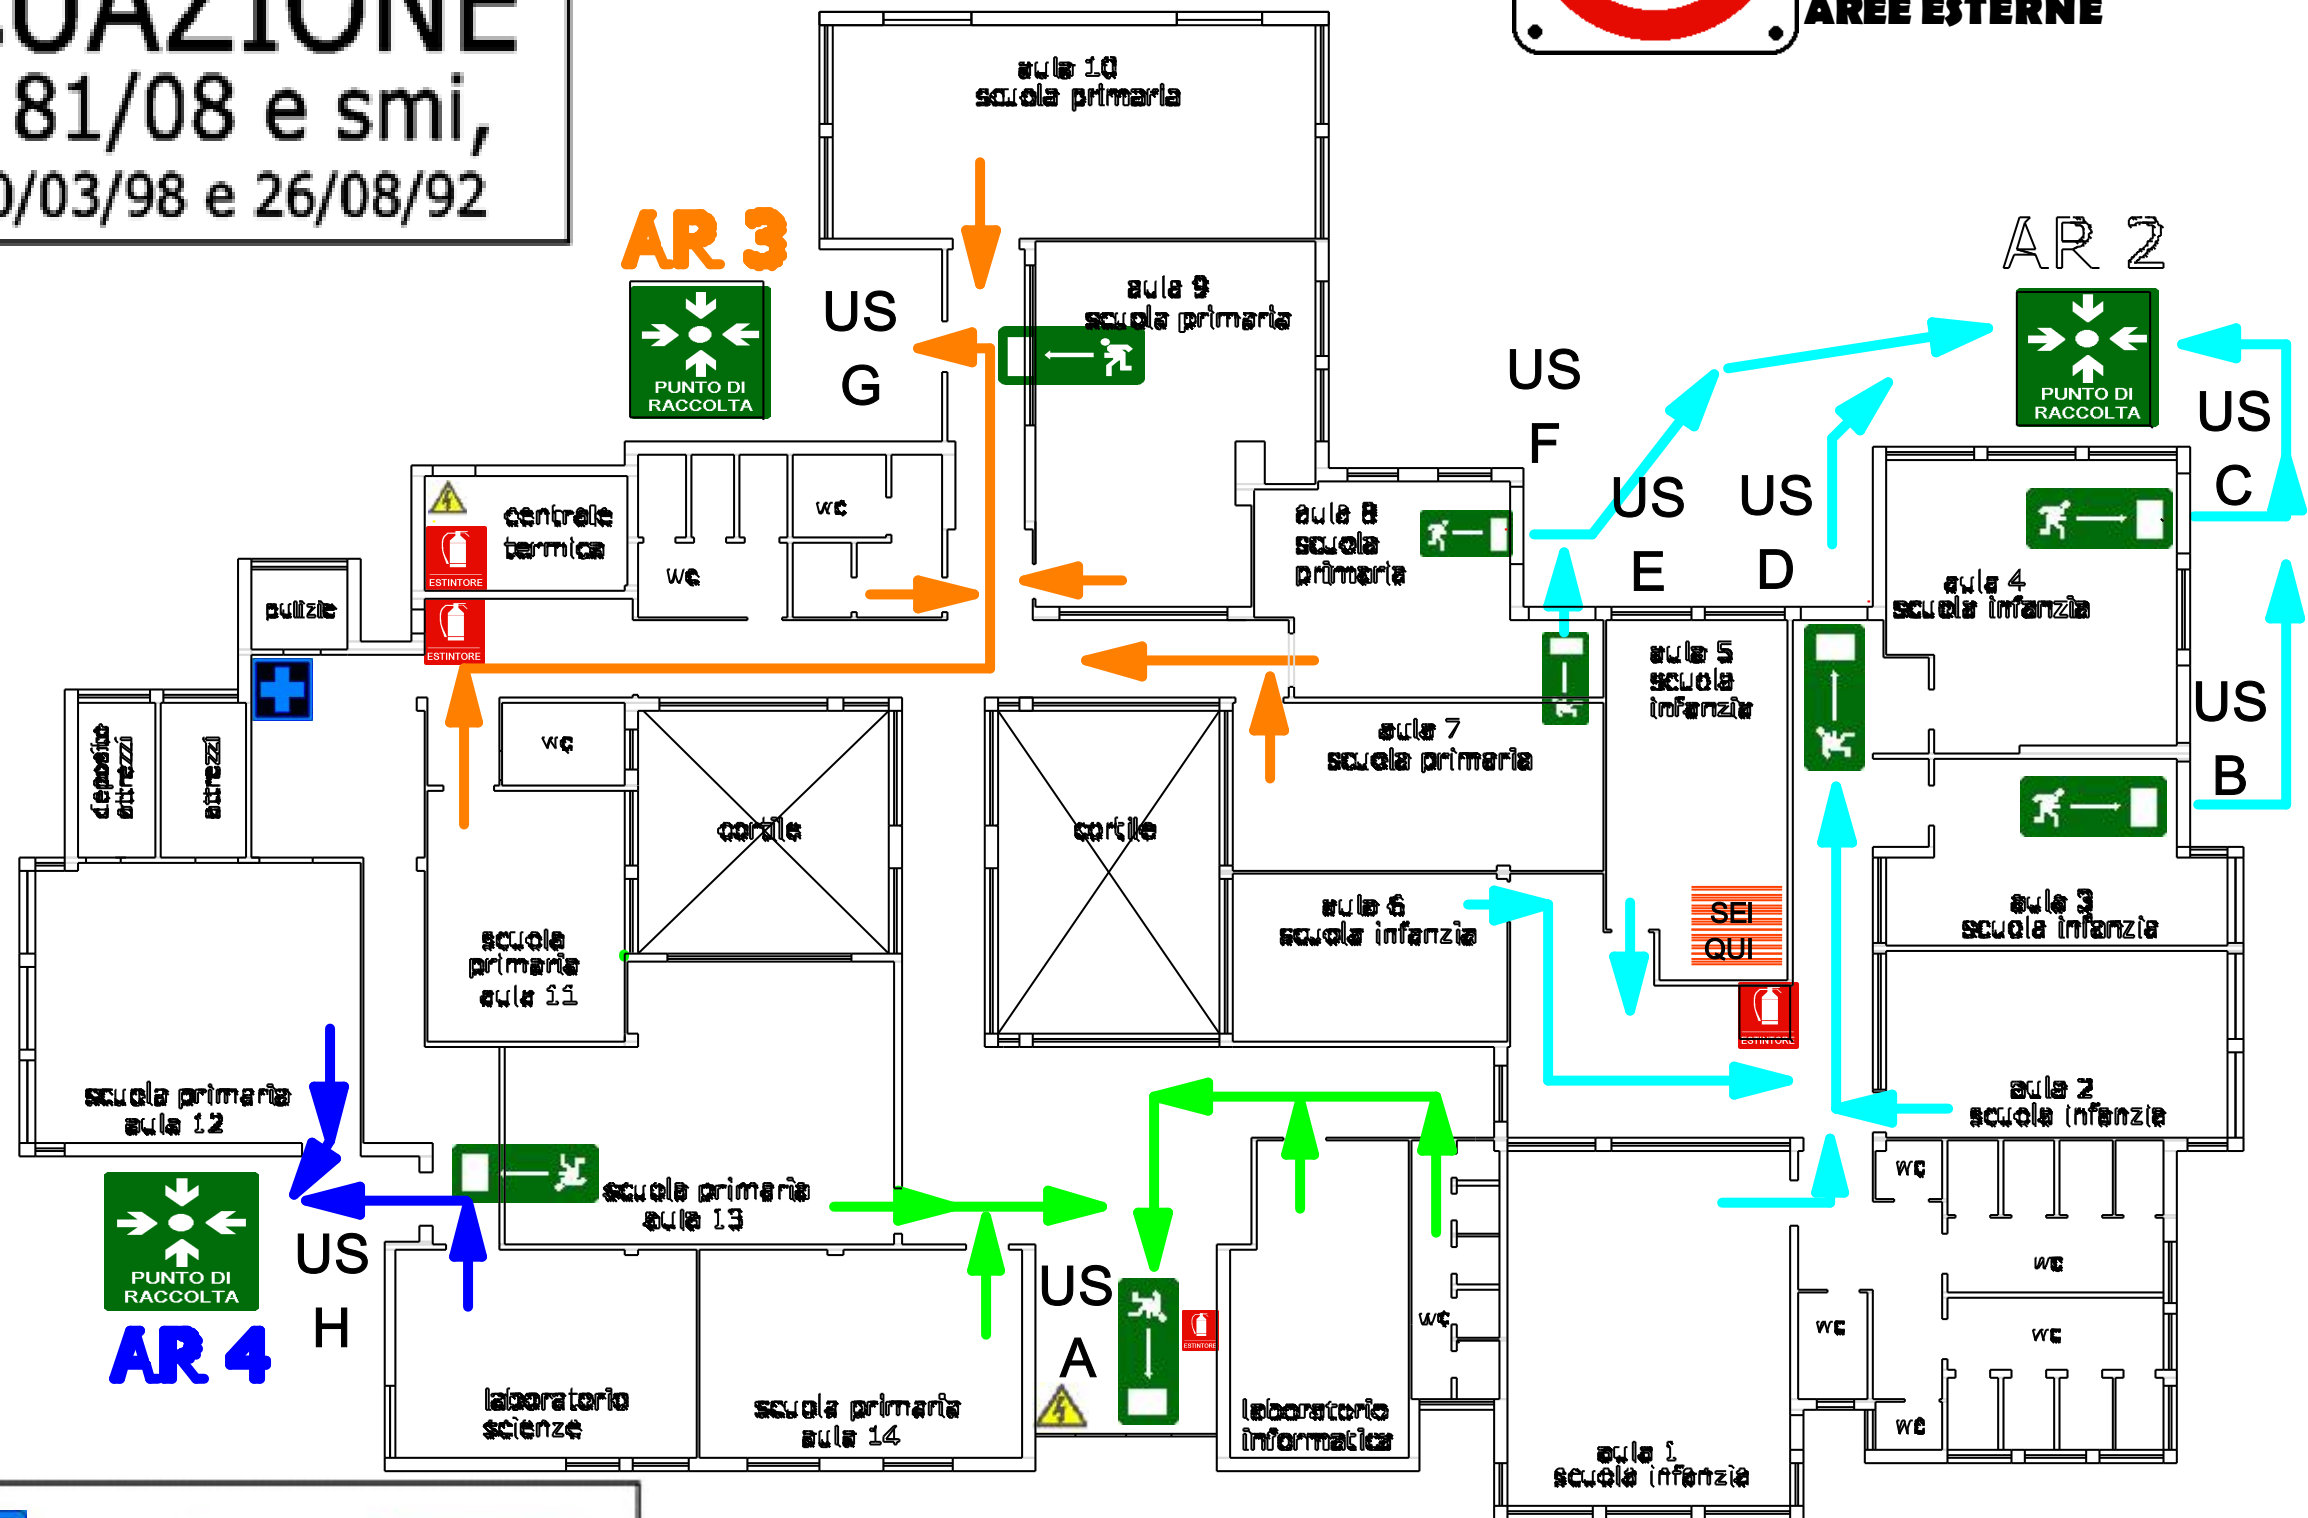 81/08 e smi,
0/03/98 e 26/08/92
AREE ESTERNE
aula 10
scuola primaria
AR 3
PUNTO DI
RACCOLTA
US
G
aula 9
scuola primaria
AR 2
PUNTO DI
RACCOLTA
US
F
US
E
US
D
US
C
US
B
centrale
termica
ESTINTORE
ESTINTORE
wc
wc
pulizie
aula 8
scuola
primaria
aula 4
scuola infanzia
aula 5
scuola
infanzia
deposito
attrezzi
attrezzi
wc
cortile
cortile
aula 7
scuola primaria
aula 6
scuola infanzia
SEI
QUI
ESTINTORE
aula 3
scuola infanzia
scuola
primaria
aula 11
aula 2
scuola infanzia
scuola primaria
aula 12
PUNTO DI
RACCOLTA
AR 4
US
H
scuola primaria
aula 13
US
A
ESTINTORE
wc
wc
wc
wc
wc
wc
laboratorio
scienze
scuola primaria
aula 14
laboratorio
informatica
aula 1
scuola infanzia